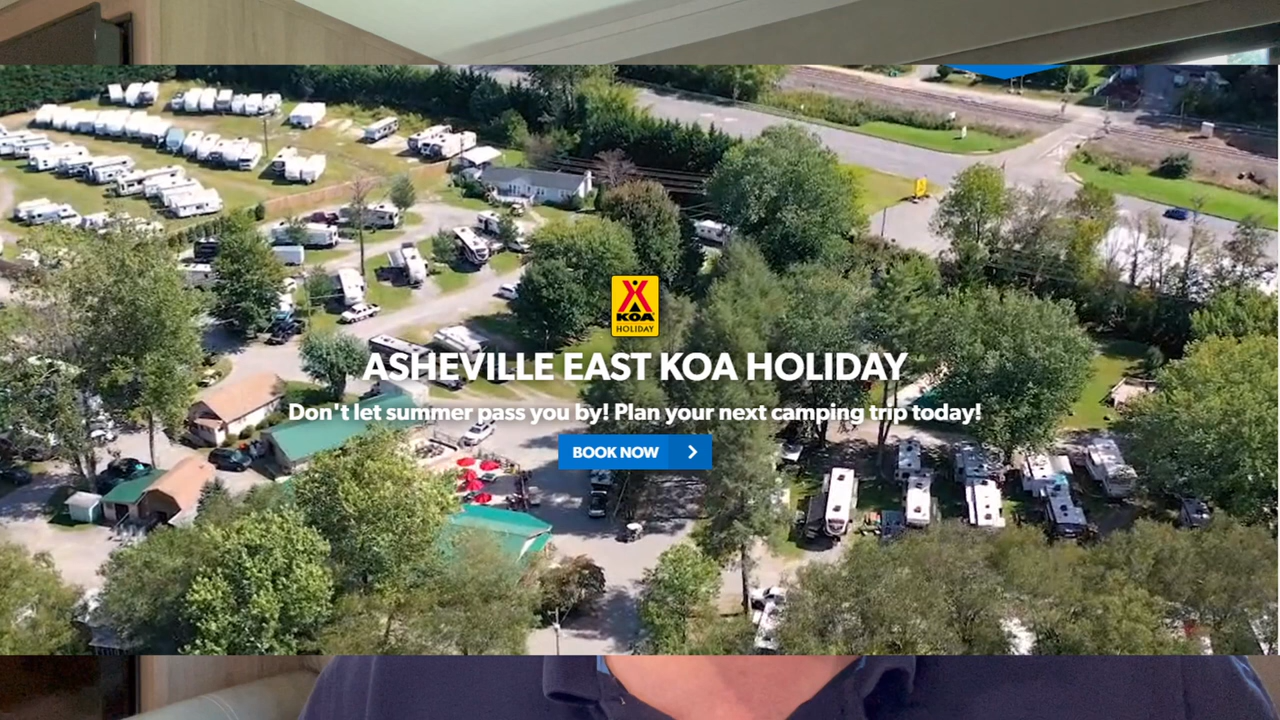 KOA
HOLIDAY
ASHEVILLE EAST KOA HOLIDAY
Don't let summer pass you by! Plan your next camping trip today!
BOOK NOW